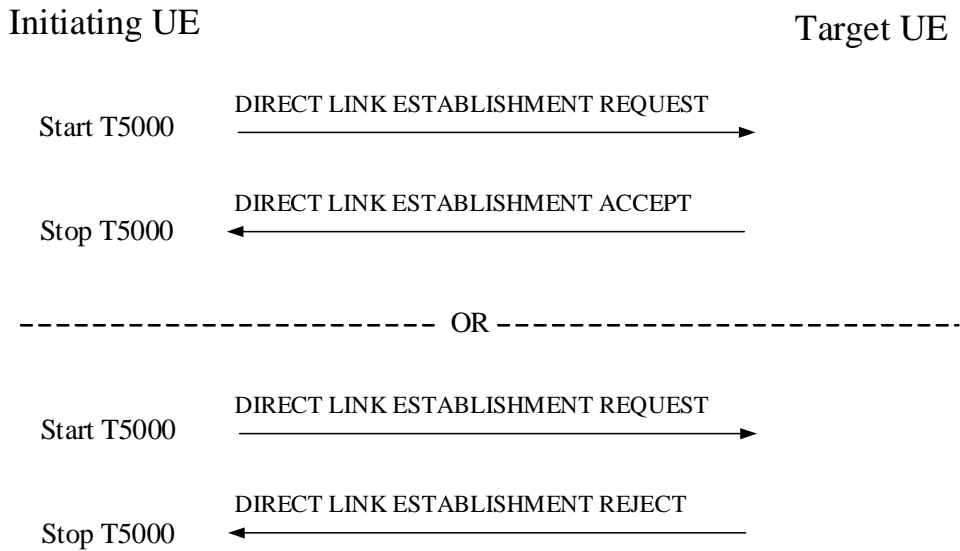 Initiating UE
Target UE
DIRECT LINK ESTABLISHMENT REQUEST
Start T5000
DIRECT LINK ESTABLISHMENT ACCEPT
Stop T5000
OR
DIRECT LINK ESTABLISHMENT REQUEST
Start T5000
DIRECT LINK ESTABLISHMENT REJECT
Stop T5000